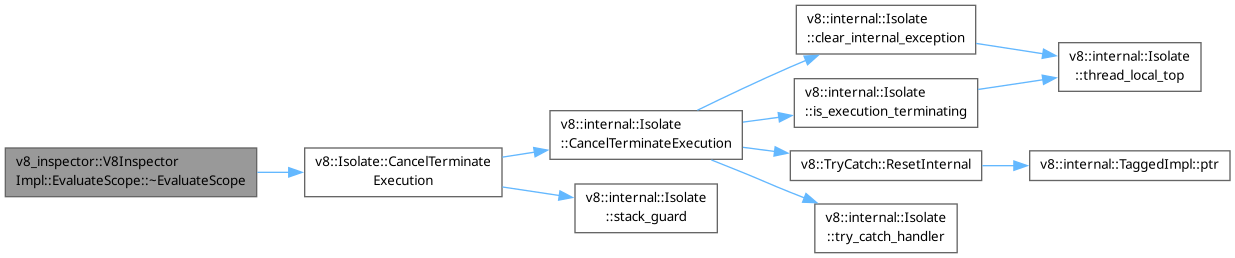 v8_inspector::V8Inspector
Impl::EvaluateScope::~EvaluateScope
v8::Isolate::CancelTerminate
Execution
v8::internal::Isolate
::CancelTerminateExecution
v8::internal::Isolate
::stack_guard
v8::internal::Isolate
::clear_internal_exception
v8::internal::Isolate
::is_execution_terminating
v8::TryCatch::ResetInternal
v8::internal::Isolate
::try_catch_handler
v8::internal::Isolate
::thread_local_top
v8::internal::TaggedImpl::ptr